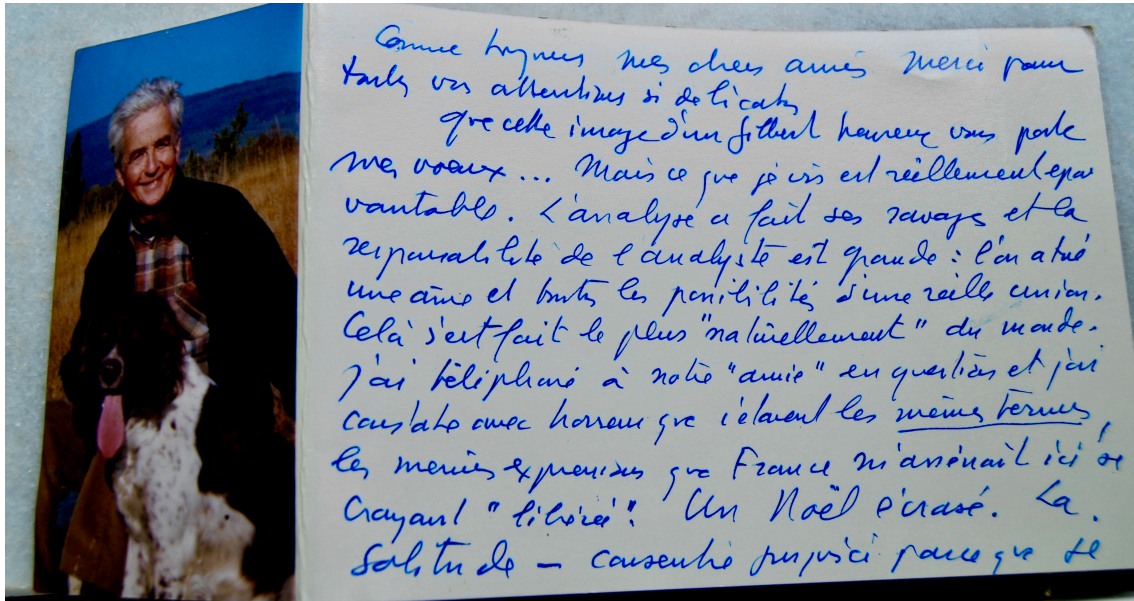 Comme toujours mes chers amis merci pour
toutes vos attentions si délicates
que cette image d'un Gilbert heureux vous porte
mes voeux... Mais ce que je vis est réellement épou
vantable. L'analyse a fait ses ravages et la
responsabilité de l'analyste est grande : l'on a tué
une âme et toutes les possibilités d'une réelle union.
Celà s'est fait le plus "naturellement" du monde.
j'ai téléphoné à notre "amie" en question et j'ai
constaté avec horreur que c'étaient les mêmes termes,
les mêmes expressions que France m'assénait ici se
croyant "libérée". Un Noël écrasé. La
solitude – consentie jusqu'ici parce que se